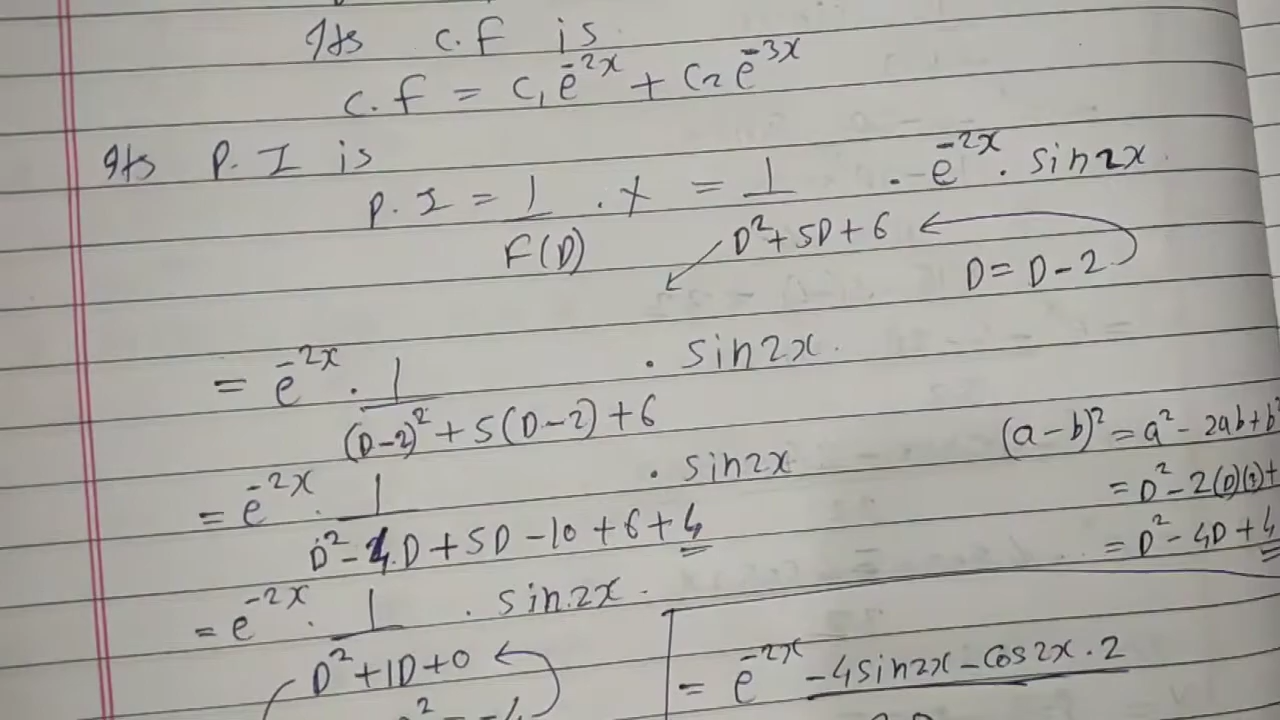 Its C.F is
C.F = C₁e⁻²ˣ + C₂e⁻³ˣ
Its P.I is
P.I = 1/F(D) . X = 1/(D²+5D+6) . e⁻²ˣ . sin2x
D = D-2
= e⁻²ˣ . 1/((D-2)²+5(D-2)+6) . sin2x.
(a-b)² = a²-2ab+b²
= e⁻²ˣ . 1/(D²-4D+5D-10+6+4) . sin2x
= D²-2(D)(2)+
= D²-4D+4
= e⁻²ˣ . 1/(D²+1D+0) . sin2x.
= e⁻²ˣ -4sin2x-cos2x.2